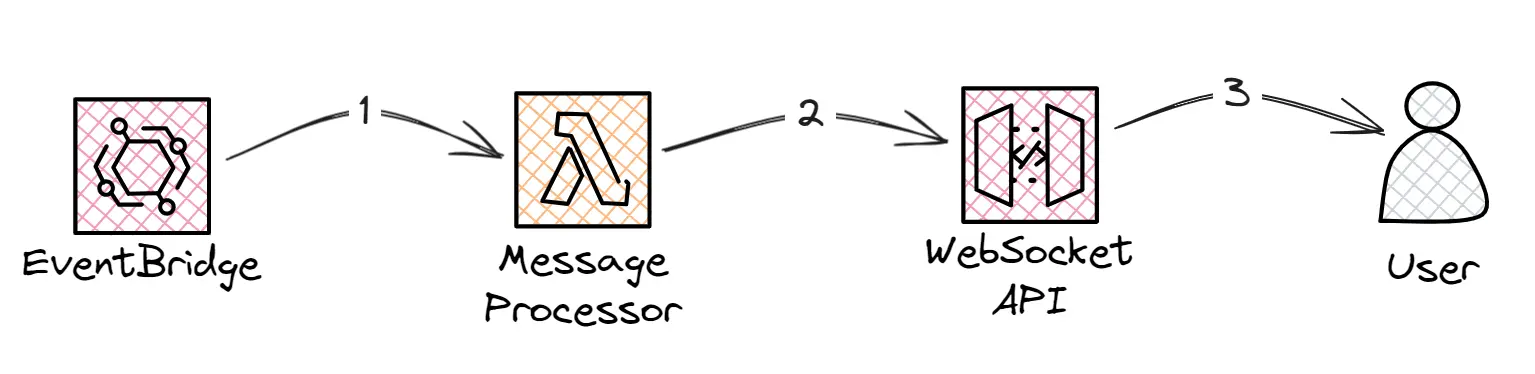 1
2
3
EventBridge
Message
Processor
WebSocket
API
User